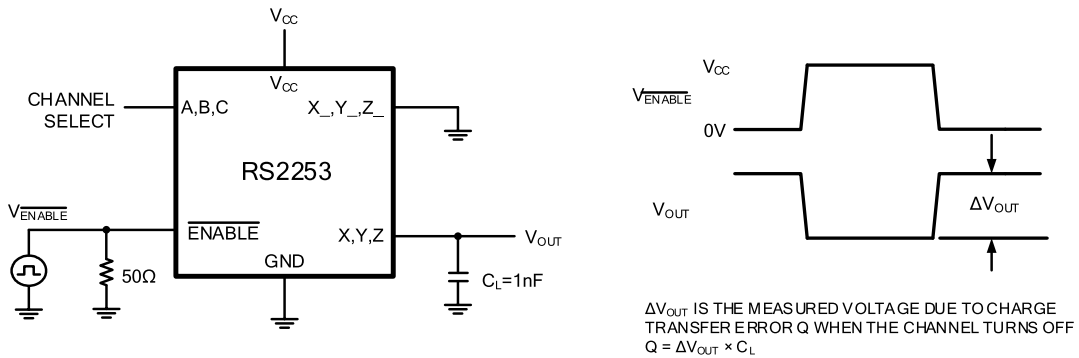 VCC
VCC
CHANNEL
SELECT
A,B,C
X_,Y_,Z_
RS2253
VENABLE
ENABLE
X,Y,Z
VOUT
50Ω
GND
CL=1nF
VCC
VENABLE
0V
VOUT
ΔVOUT
ΔVOUT IS THE MEASURED VOLTAGE DUE TO CHARGE
TRANSFER ERROR Q WHEN THE CHANNEL TURNS OFF
Q = ΔVOUT × CL